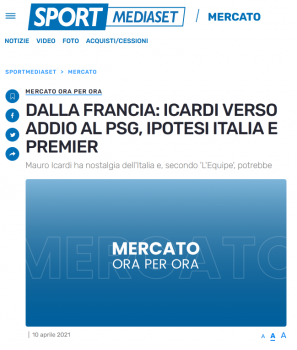 SPORT MEDIASET / MERCATO
NOTIZIE VIDEO FOTO ACQUISTI/CESSIONI
SPORTMEDIASET > MERCATO
MERCATO ORA PER ORA
DALLA FRANCIA: ICARDI VERSO
ADDIO AL PSG, IPOTESI ITALIA E
PREMIER
Mauro Icardi ha nostalgia dell'Italia e, secondo 'L'Equipe', potrebbe
MERCATO
MERCATO
ORA PER ORA
| 10 aprile 2021
A A A